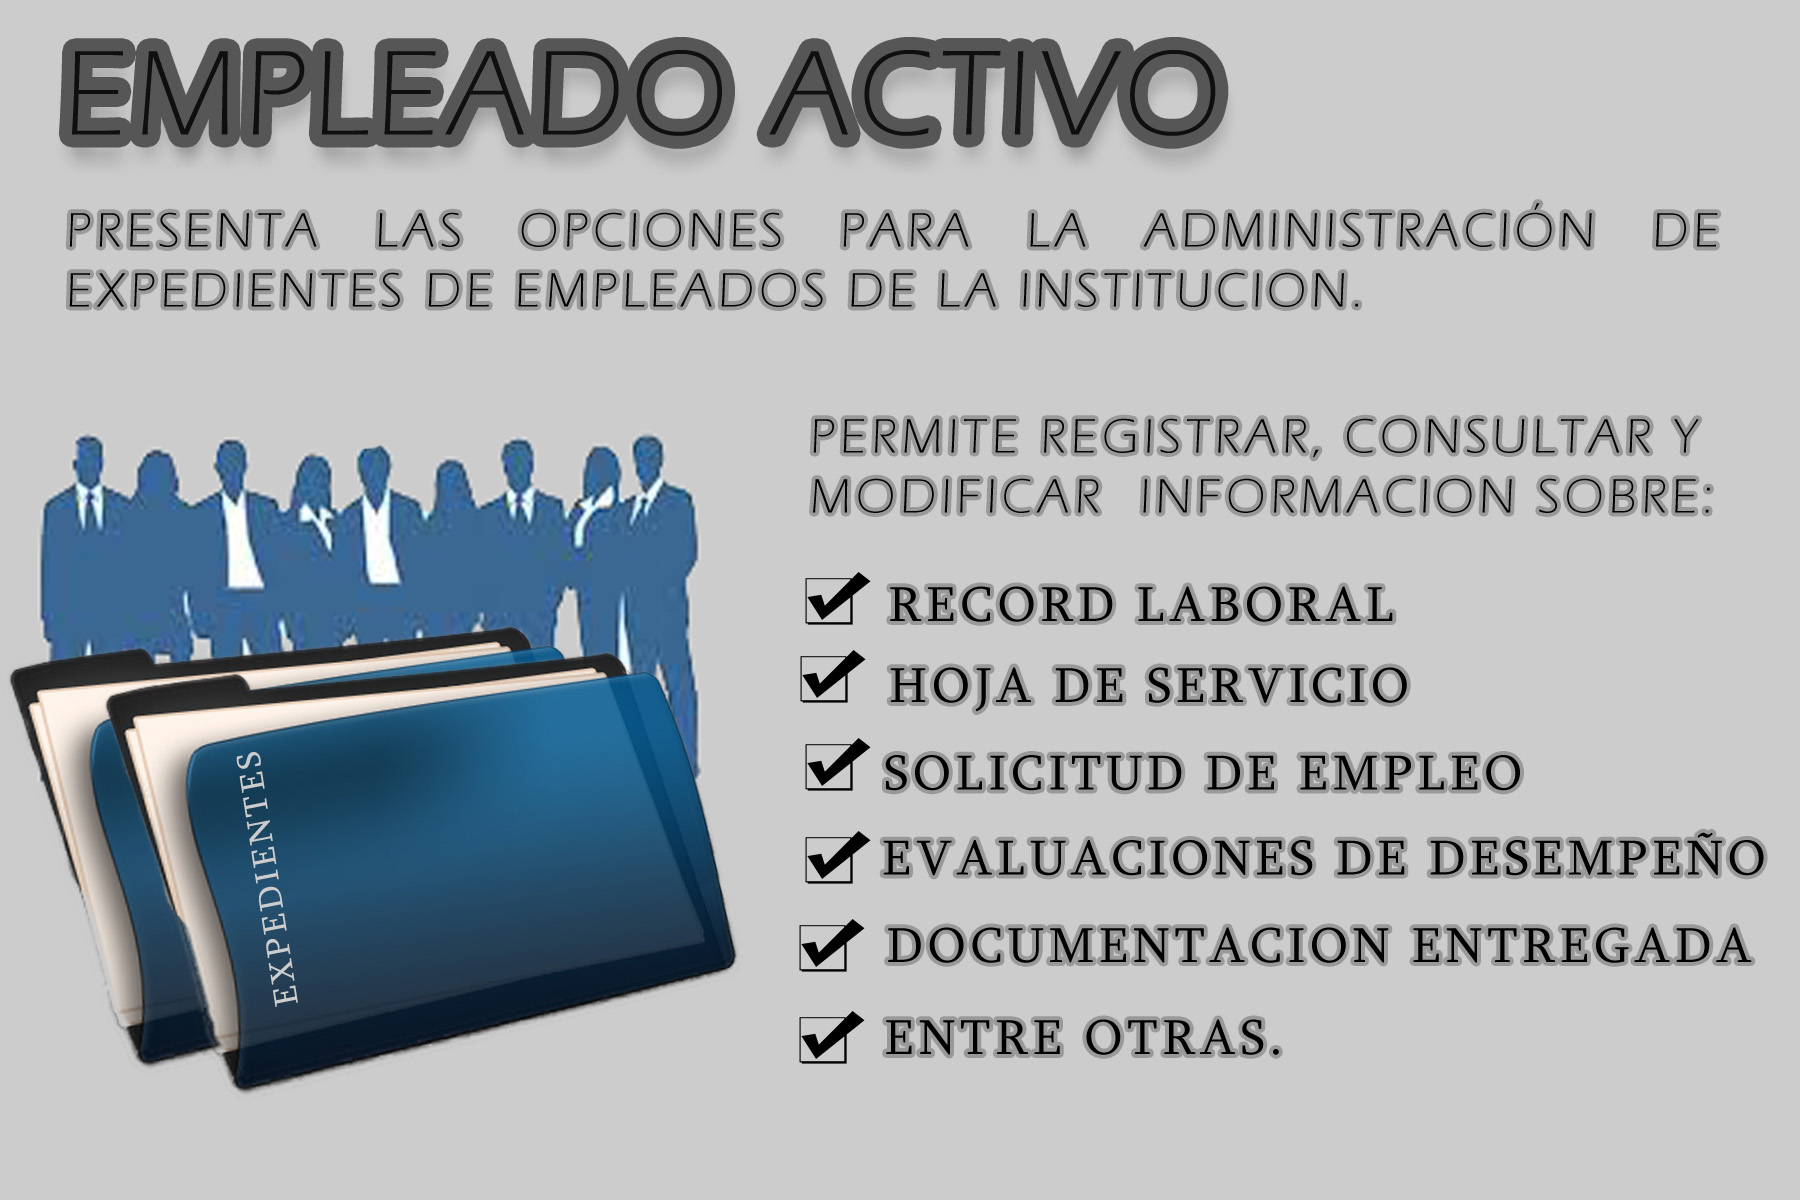 EMPLEADO ACTIVO
PRESENTA LAS OPCIONES PARA LA ADMINISTRACIÓN DE
EXPEDIENTES DE EMPLEADOS DE LA INSTITUCION.
PERMITE REGISTRAR, CONSULTAR Y
MODIFICAR INFORMACION SOBRE:
RECORD LABORAL
HOJA DE SERVICIO
SOLICITUD DE EMPLEO
EVALUACIONES DE DESEMPEÑO
DOCUMENTACION ENTREGADA
ENTRE OTRAS.
EXPEDIENTES